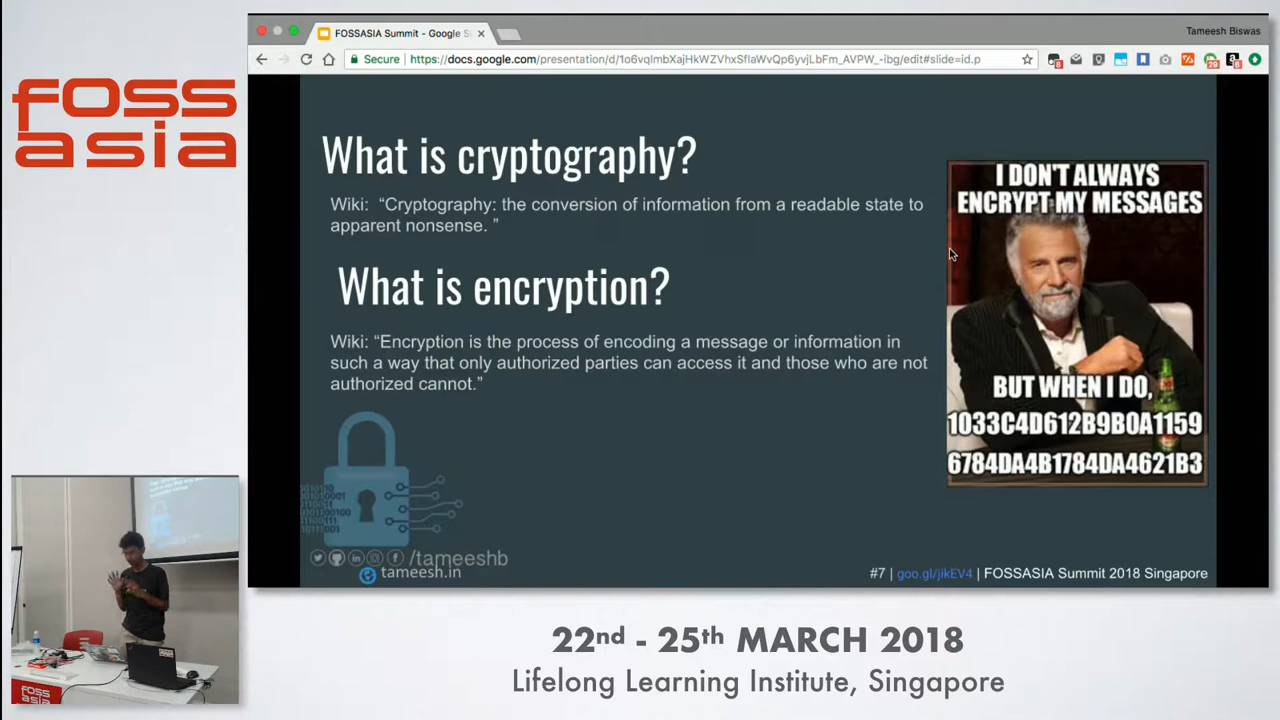 foss
asia
FOSSASIA Summit - Google Sl
Tameesh Biswas
Secure
https://docs.google.com/presentation/d/1o6vqImbXajHkWZVhxSflaWvQp6yvjLbFm_AVPW_-ibg/edit#slide=id.p
What is cryptography?
Wiki: “Cryptography: the conversion of information from a readable state to
apparent nonsense. ”
What is encryption?
Wiki: “Encryption is the process of encoding a message or information in
such a way that only authorized parties can access it and those who are not
authorized cannot.”
I DON'T ALWAYS
ENCRYPT MY MESSAGES
BUT WHEN I DO,
1033C4D612B9B0A1159
6784DA4B1784DA4621B3
/tameeshb
tameesh.in
#7 | goo.gl/jikEV4 | FOSSASIA Summit 2018 Singapore
foss
asia
22nd - 25th MARCH 2018
Lifelong Learning Institute, Singapore